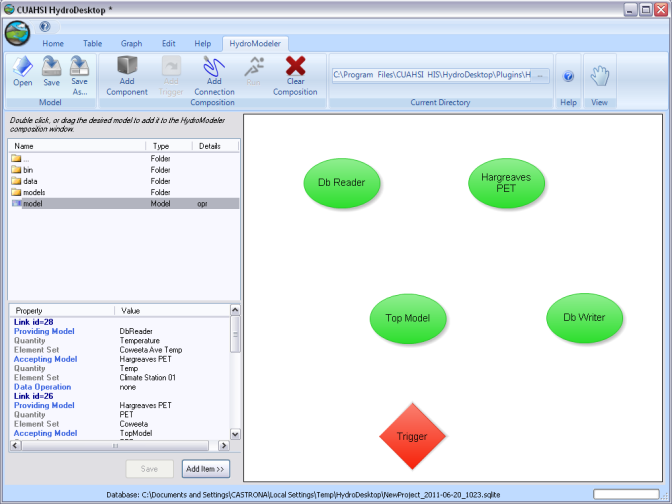 CUAHSI HydroDesktop *
Home Table Graph Edit Help HydroModeler
Open Save Save As... Add Component Add Trigger Add Connection Run Clear Composition
C:\Program Files\CUAHSI HIS\HydroDesktop\Plugins\H ...
Model Composition Current Directory Help View
Double click, or drag the desired model to add it to the HydroModeler
composition window.
Name Type Details
... Folder
bin Folder
data Folder
models Folder
model Model opr
Property Value
Link id=28
Providing Model DbReader
Quantity Temperature
Element Set Coweeta Ave Temp
Accepting Model Hargreaves PET
Quantity Temp
Element Set Climate Station 01
Data Operation none
Link id=26
Providing Model Hargreaves PET
Quantity PET
Element Set Coweeta
Accepting Model TopModel
Save Add Item >>
Db Reader
Hargreaves
PET
Top Model
Db Writer
Trigger
Database: C:\Documents and Settings\CASTRONA\Local Settings\Temp\HydroDesktop\NewProject_2011-06-20_1023.sqlite